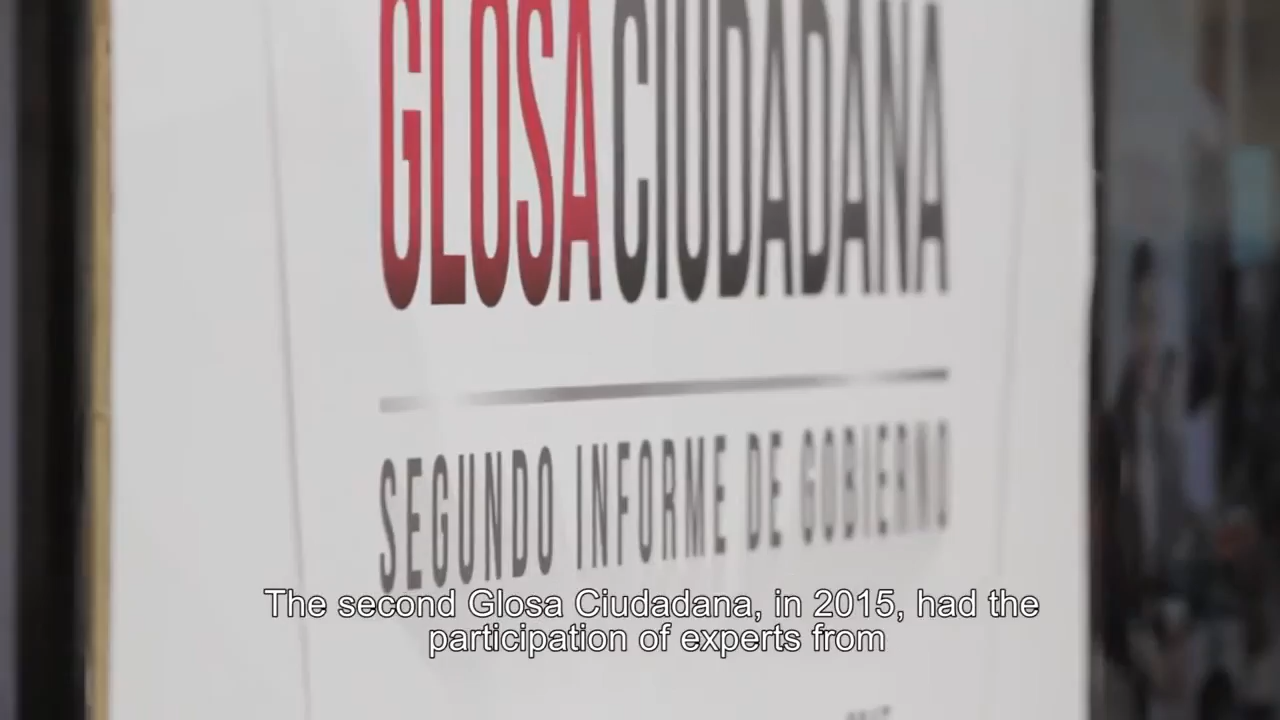 GLOSA CIUDADANA
SEGUNDO INFORME DE GOBIERNO
The second Glosa Ciudadana, in 2015, had the
participation of experts from